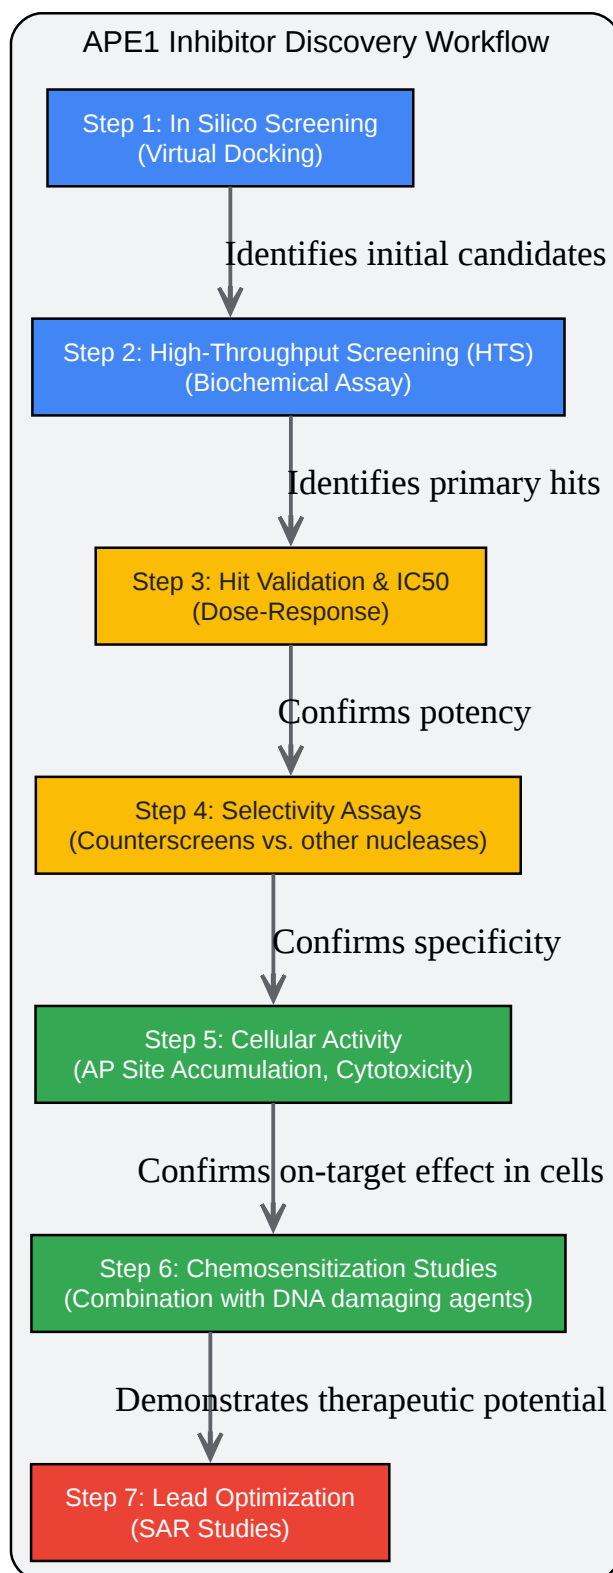 APE1 Inhibitor Discovery Workflow
Step 1: In Silico Screening
(Virtual Docking)
Identifies initial candidates
Step 2: High-Throughput Screening (HTS)
(Biochemical Assay)
Identifies primary hits
Step 3: Hit Validation & IC50
(Dose-Response)
Confirms potency
Step 4: Selectivity Assays
(Counterscreens vs. other nucleases)
Confirms specificity
Step 5: Cellular Activity
(AP Site Accumulation, Cytotoxicity)
Confirms on-target effect in cells
Step 6: Chemosensitization Studies
(Combination with DNA damaging agents)
Demonstrates therapeutic potential
Step 7: Lead Optimization
(SAR Studies)